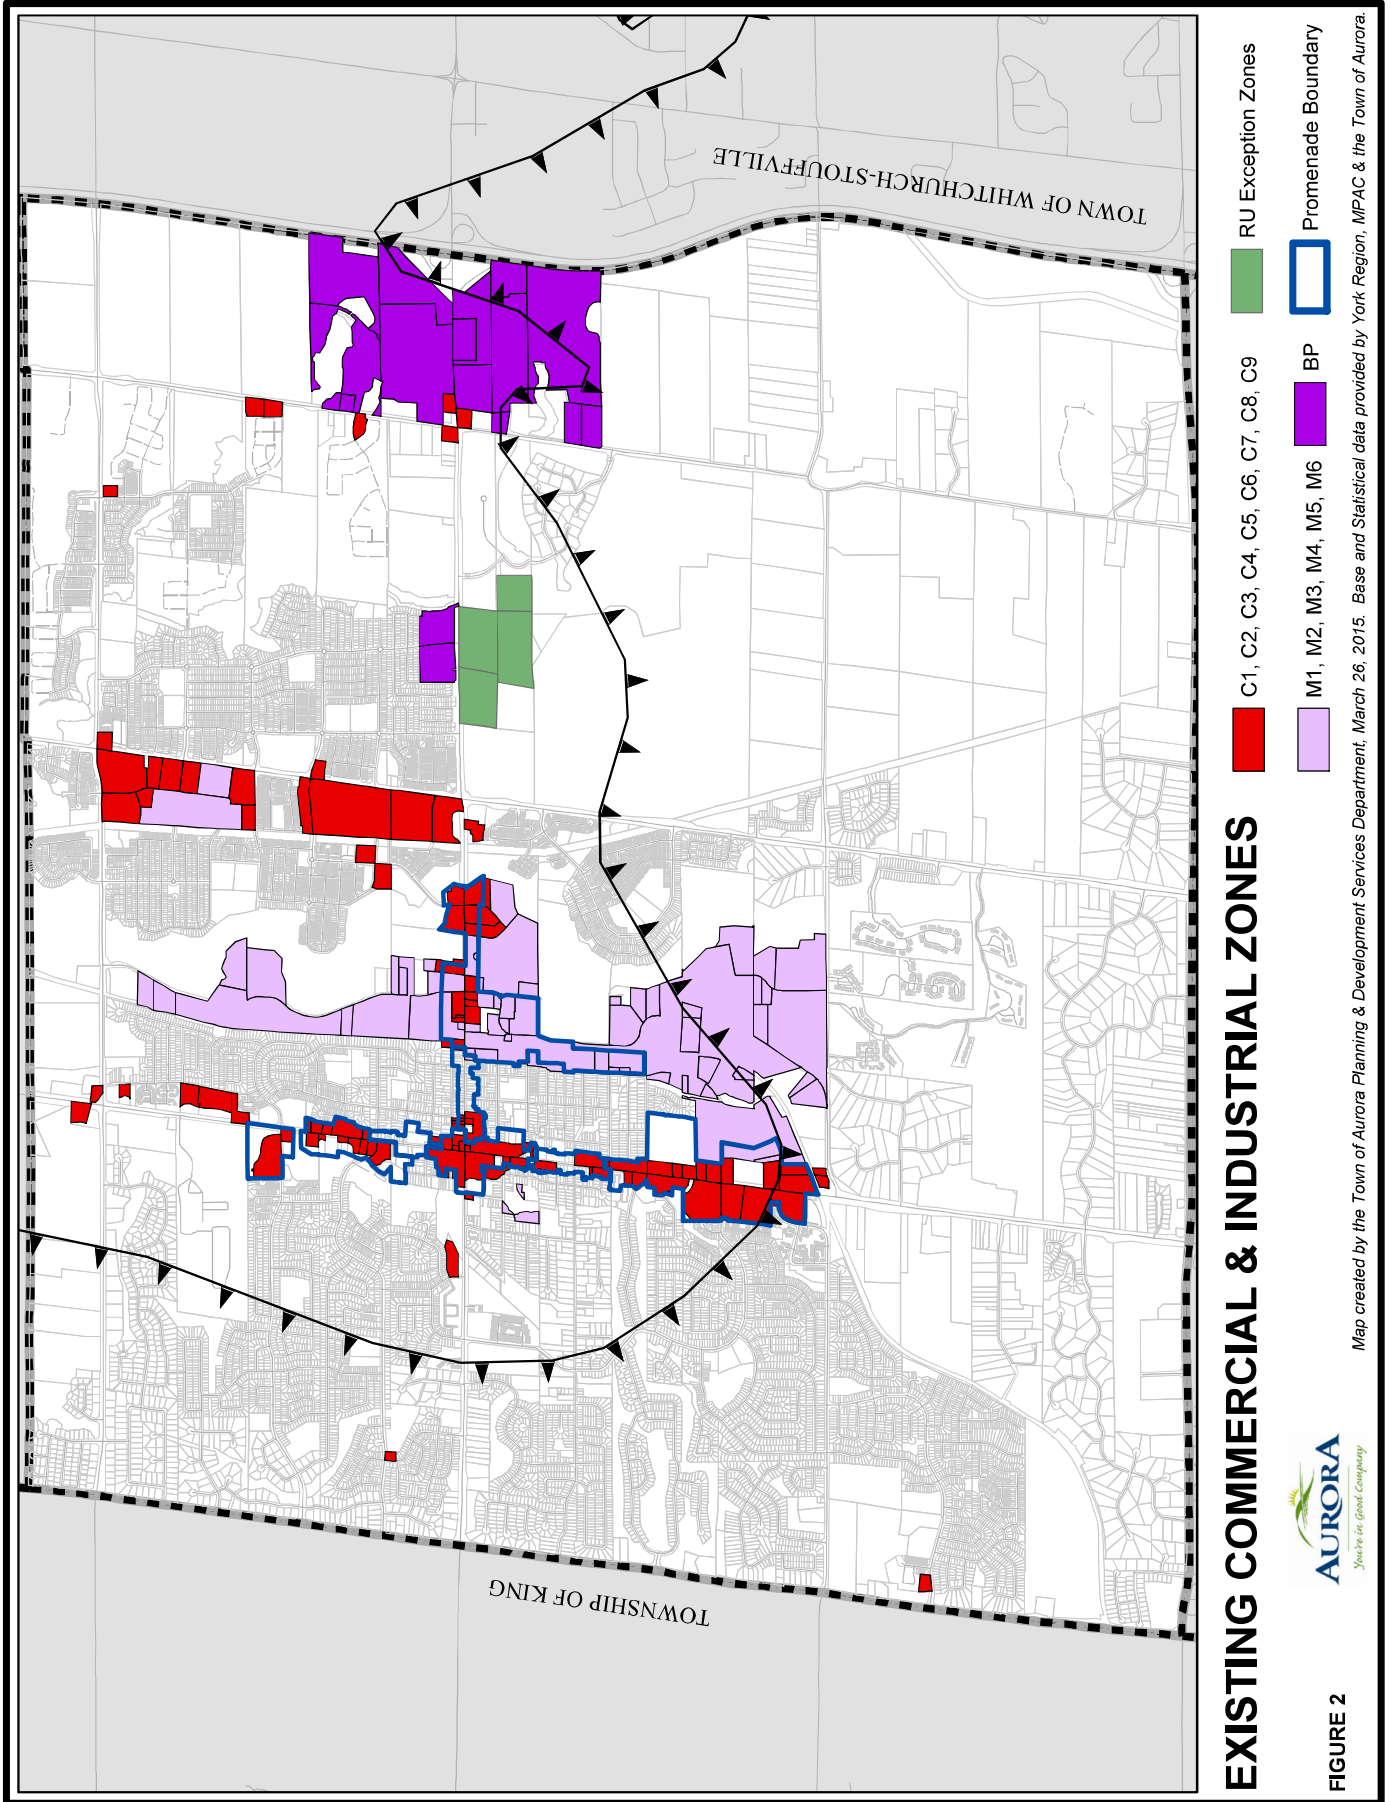 TOWN OF WHITCHURCH-STOUFFVILLE
TOWNSHIP OF KING
EXISTING COMMERCIAL & INDUSTRIAL ZONES
C1, C2, C3, C4, C5, C6, C7, C8, C9
RU Exception Zones
M1, M2, M3, M4, M5, M6
BP
Promenade Boundary
FIGURE 2
AURORA
You're in Good Company
Map created by the Town of Aurora Planning & Development Services Department, March 26, 2015. Base and Statistical data provided by York Region, MPAC & the Town of Aurora.